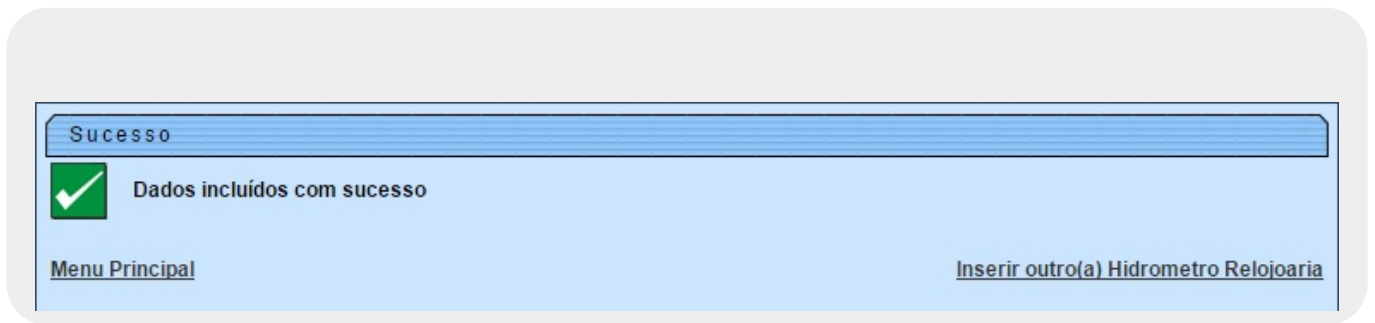 Sucesso
Dados incluídos com sucesso
Menu Principal
Inserir outro(a) Hidrometro Relojoaria